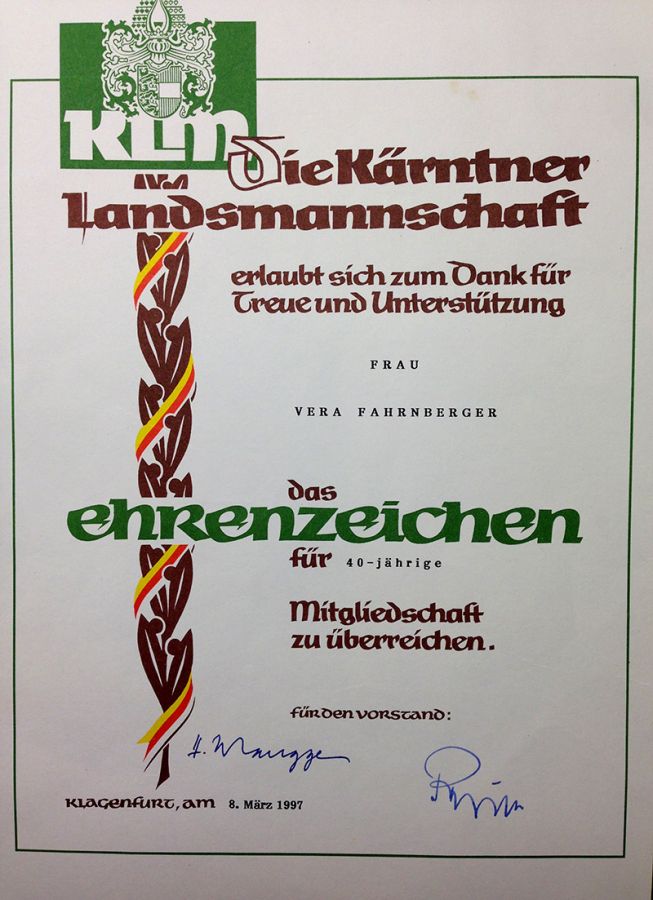 KLM
Die Kärntner
Landsmannschaft
erlaubt sich zum Dank für
Treue und Unterstützung
FRAU
VERA FAHRNBERGER
das
ehrenzeichen
für 40-jährige
Mitgliedschaft
zu überreichen.
für den vorstand:
Klagenfurt, am 8. März 1997